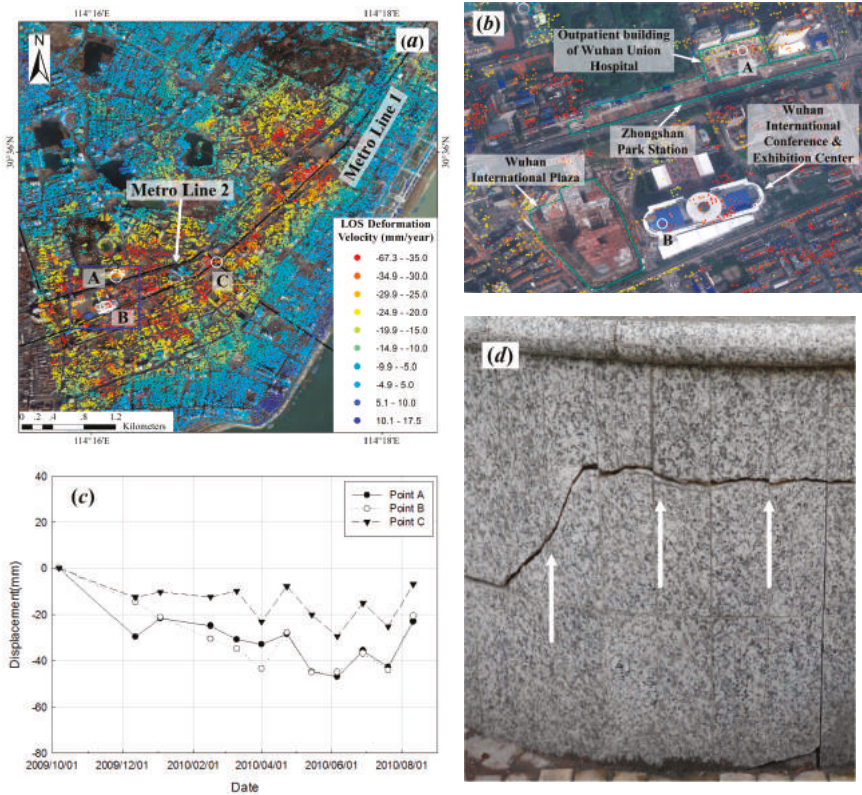 114°16'E
114°18'E
N
(a)
Metro Line 1
30°36'N
30°36'N
Metro Line 2
A
B
C
LOS Deformation
Velocity (mm/year)
-67.3 - -35.0
-34.9 - -30.0
-29.9 - -25.0
-24.9 - -20.0
-19.9 - -15.0
-14.9 - -10.0
-9.9 - -5.0
-4.9 - 5.0
5.1 - 10.0
10.1 - 17.5
0 .2 .4 .8 1.2
Kilometers
114°16'E
114°18'E
(b)
Outpatient building
of Wuhan Union
Hospital
A
Zhongshan
Park Station
Wuhan
International
Conference &
Exhibition Center
Wuhan
International Plaza
B
(c)
Point A
Point B
Point C
40
20
0
-20
-40
-60
-80
Displacement(mm)
2009/10/01 2009/12/01 2010/02/01 2010/04/01 2010/06/01 2010/08/01
Date
(d)